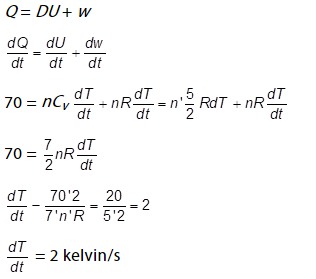 Q = DU + w
dQ/dt = dU/dt + dw/dt
70 = nCᵥ dT/dt + nR dT/dt = n'5/2 RdT + nR dT/dt
70 = 7/2 nR dT/dt
dT/dt - 70'2/7'n'R = 20/5'2 = 2
dT/dt = 2 kelvin/s